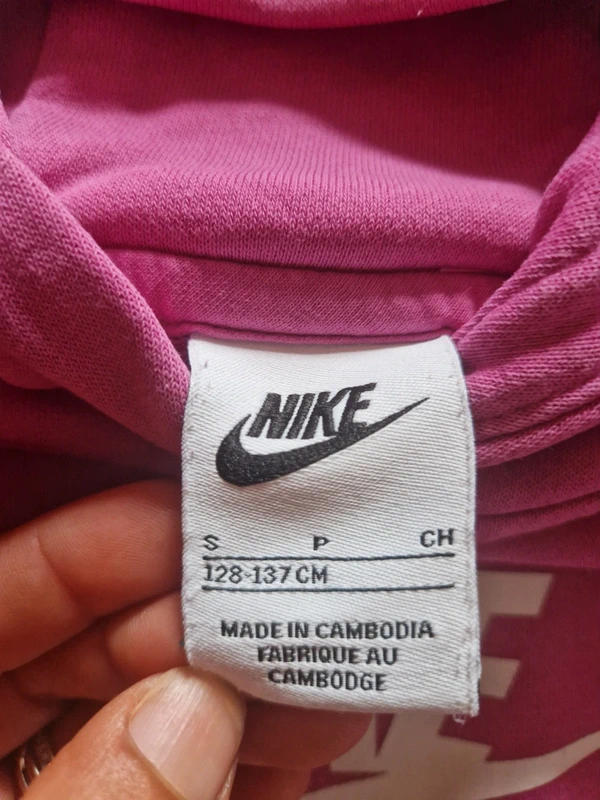 NIKE
S P CH
128-137 CM
MADE IN CAMBODIA
FABRIQUE AU
CAMBODGE